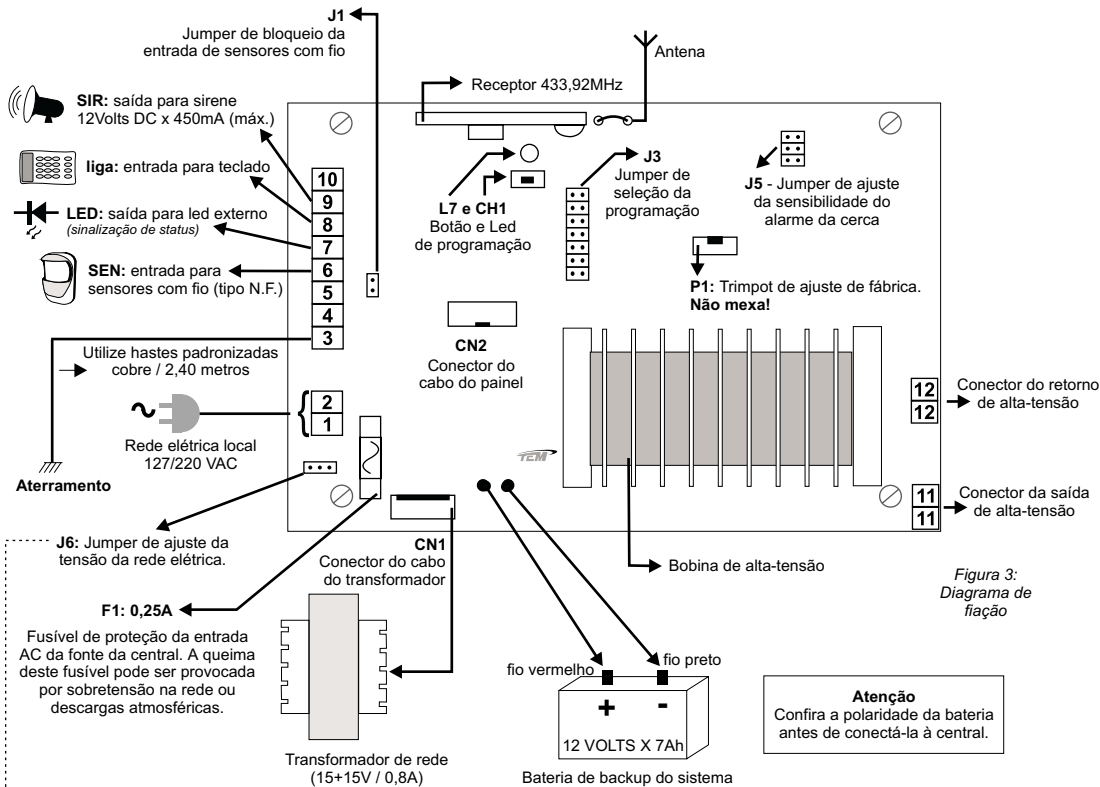 J1
Jumper de bloqueio da
entrada de sensores com fio
Antena
Receptor 433,92MHz
SIR: saída para sirene
12Volts DC x 450mA (máx.)
liga: entrada para teclado
LED: saída para led externo
(sinalização de status)
SEN: entrada para
sensores com fio (tipo N.F.)
10
9
8
7
6
5
4
3
L7 e CH1
Botão e Led
de programação
J3
Jumper de
seleção da
programação
J5 - Jumper de ajuste
da sensibilidade do
alarme da cerca
P1: Trimpot de ajuste de fábrica.
Não mexa!
CN2
Conector do
cabo do painel
Utilize hastes padronizadas
cobre / 2,40 metros
2
1
Rede elétrica local
127/220 VAC
Aterramento
TEM
12
12
Conector do retorno
de alta-tensão
11
11
Conector da saída
de alta-tensão
J6: Jumper de ajuste da
tensão da rede elétrica.
CN1
Conector do cabo
do transformador
Bobina de alta-tensão
Figura 3:
Diagrama de
fiação
F1: 0,25A
Fusível de proteção da entrada
AC da fonte da central. A queima
deste fusível pode ser provocada
por sobretensão na rede ou
descargas atmosféricas.
Transformador de rede
(15+15V / 0,8A)
fio vermelho
fio preto
+ -
12 VOLTS X 7Ah
Bateria de backup do sistema
Atenção
Confira a polaridade da bateria
antes de conectá-la à central.